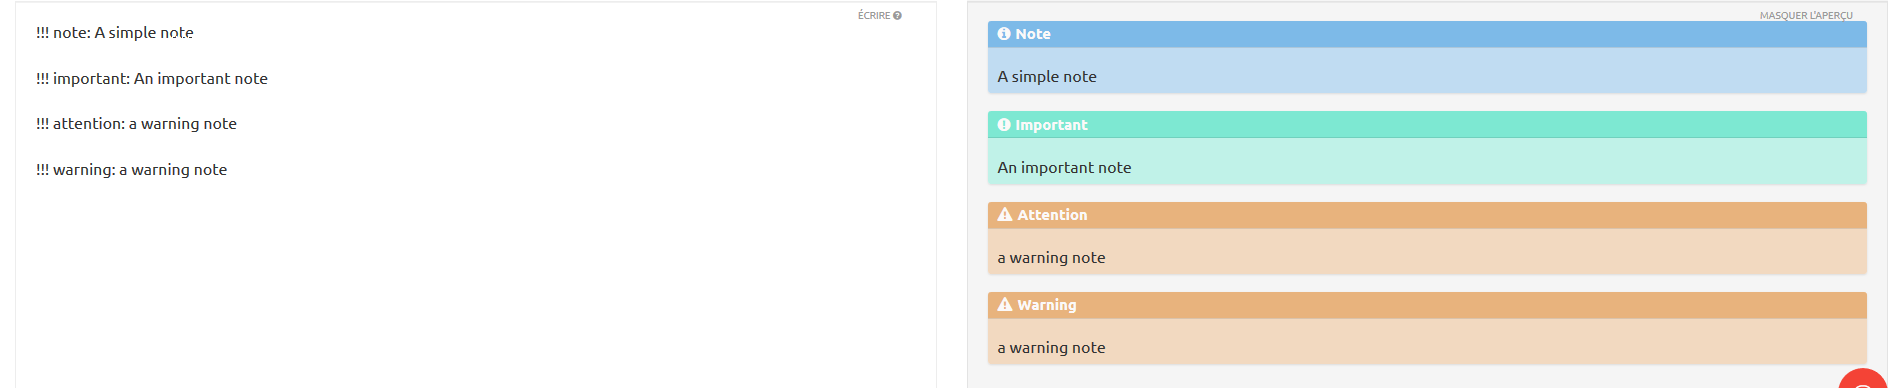 ÉCRIRE
!!! note: A simple note
!!! important: An important note
!!! attention: a warning note
!!! warning: a warning note
MASQUER L'APERÇU
Note
A simple note
Important
An important note
Attention
a warning note
Warning
a warning note